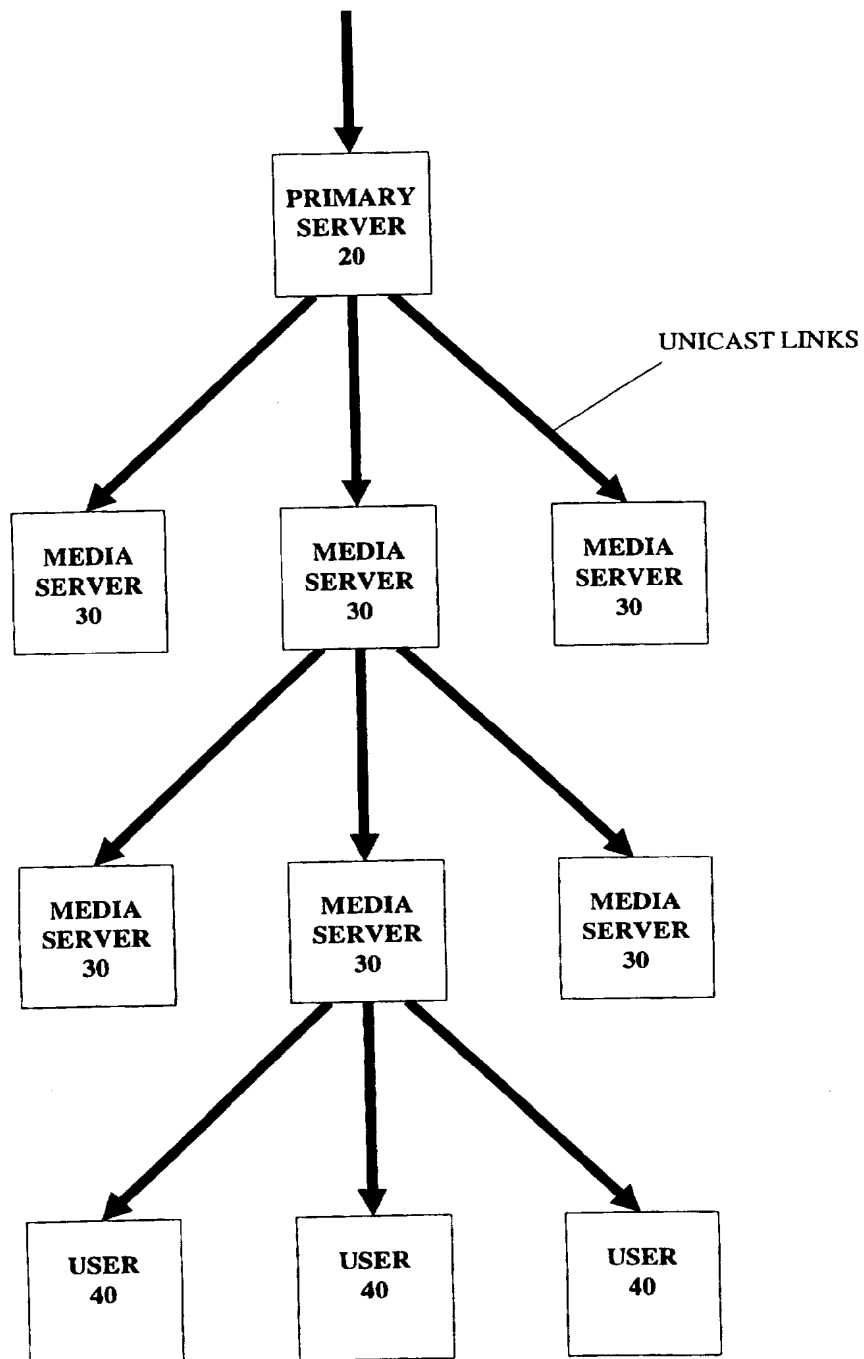 PRIMARY
SERVER
20
UNICAST LINKS
MEDIA
SERVER
30
MEDIA
SERVER
30
MEDIA
SERVER
30
MEDIA
SERVER
30
MEDIA
SERVER
30
MEDIA
SERVER
30
USER
40
USER
40
USER
40